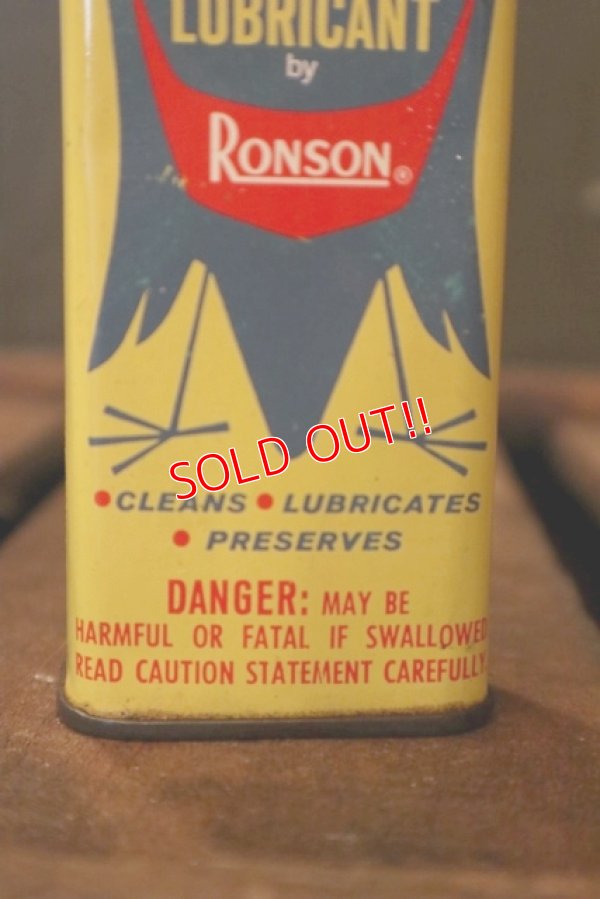 LUBRICANT
by
RONSON®
SOLD OUT!!
• CLEANS • LUBRICATES
• PRESERVES
DANGER: MAY BE
HARMFUL OR FATAL IF SWALLOWED
READ CAUTION STATEMENT CAREFULLY